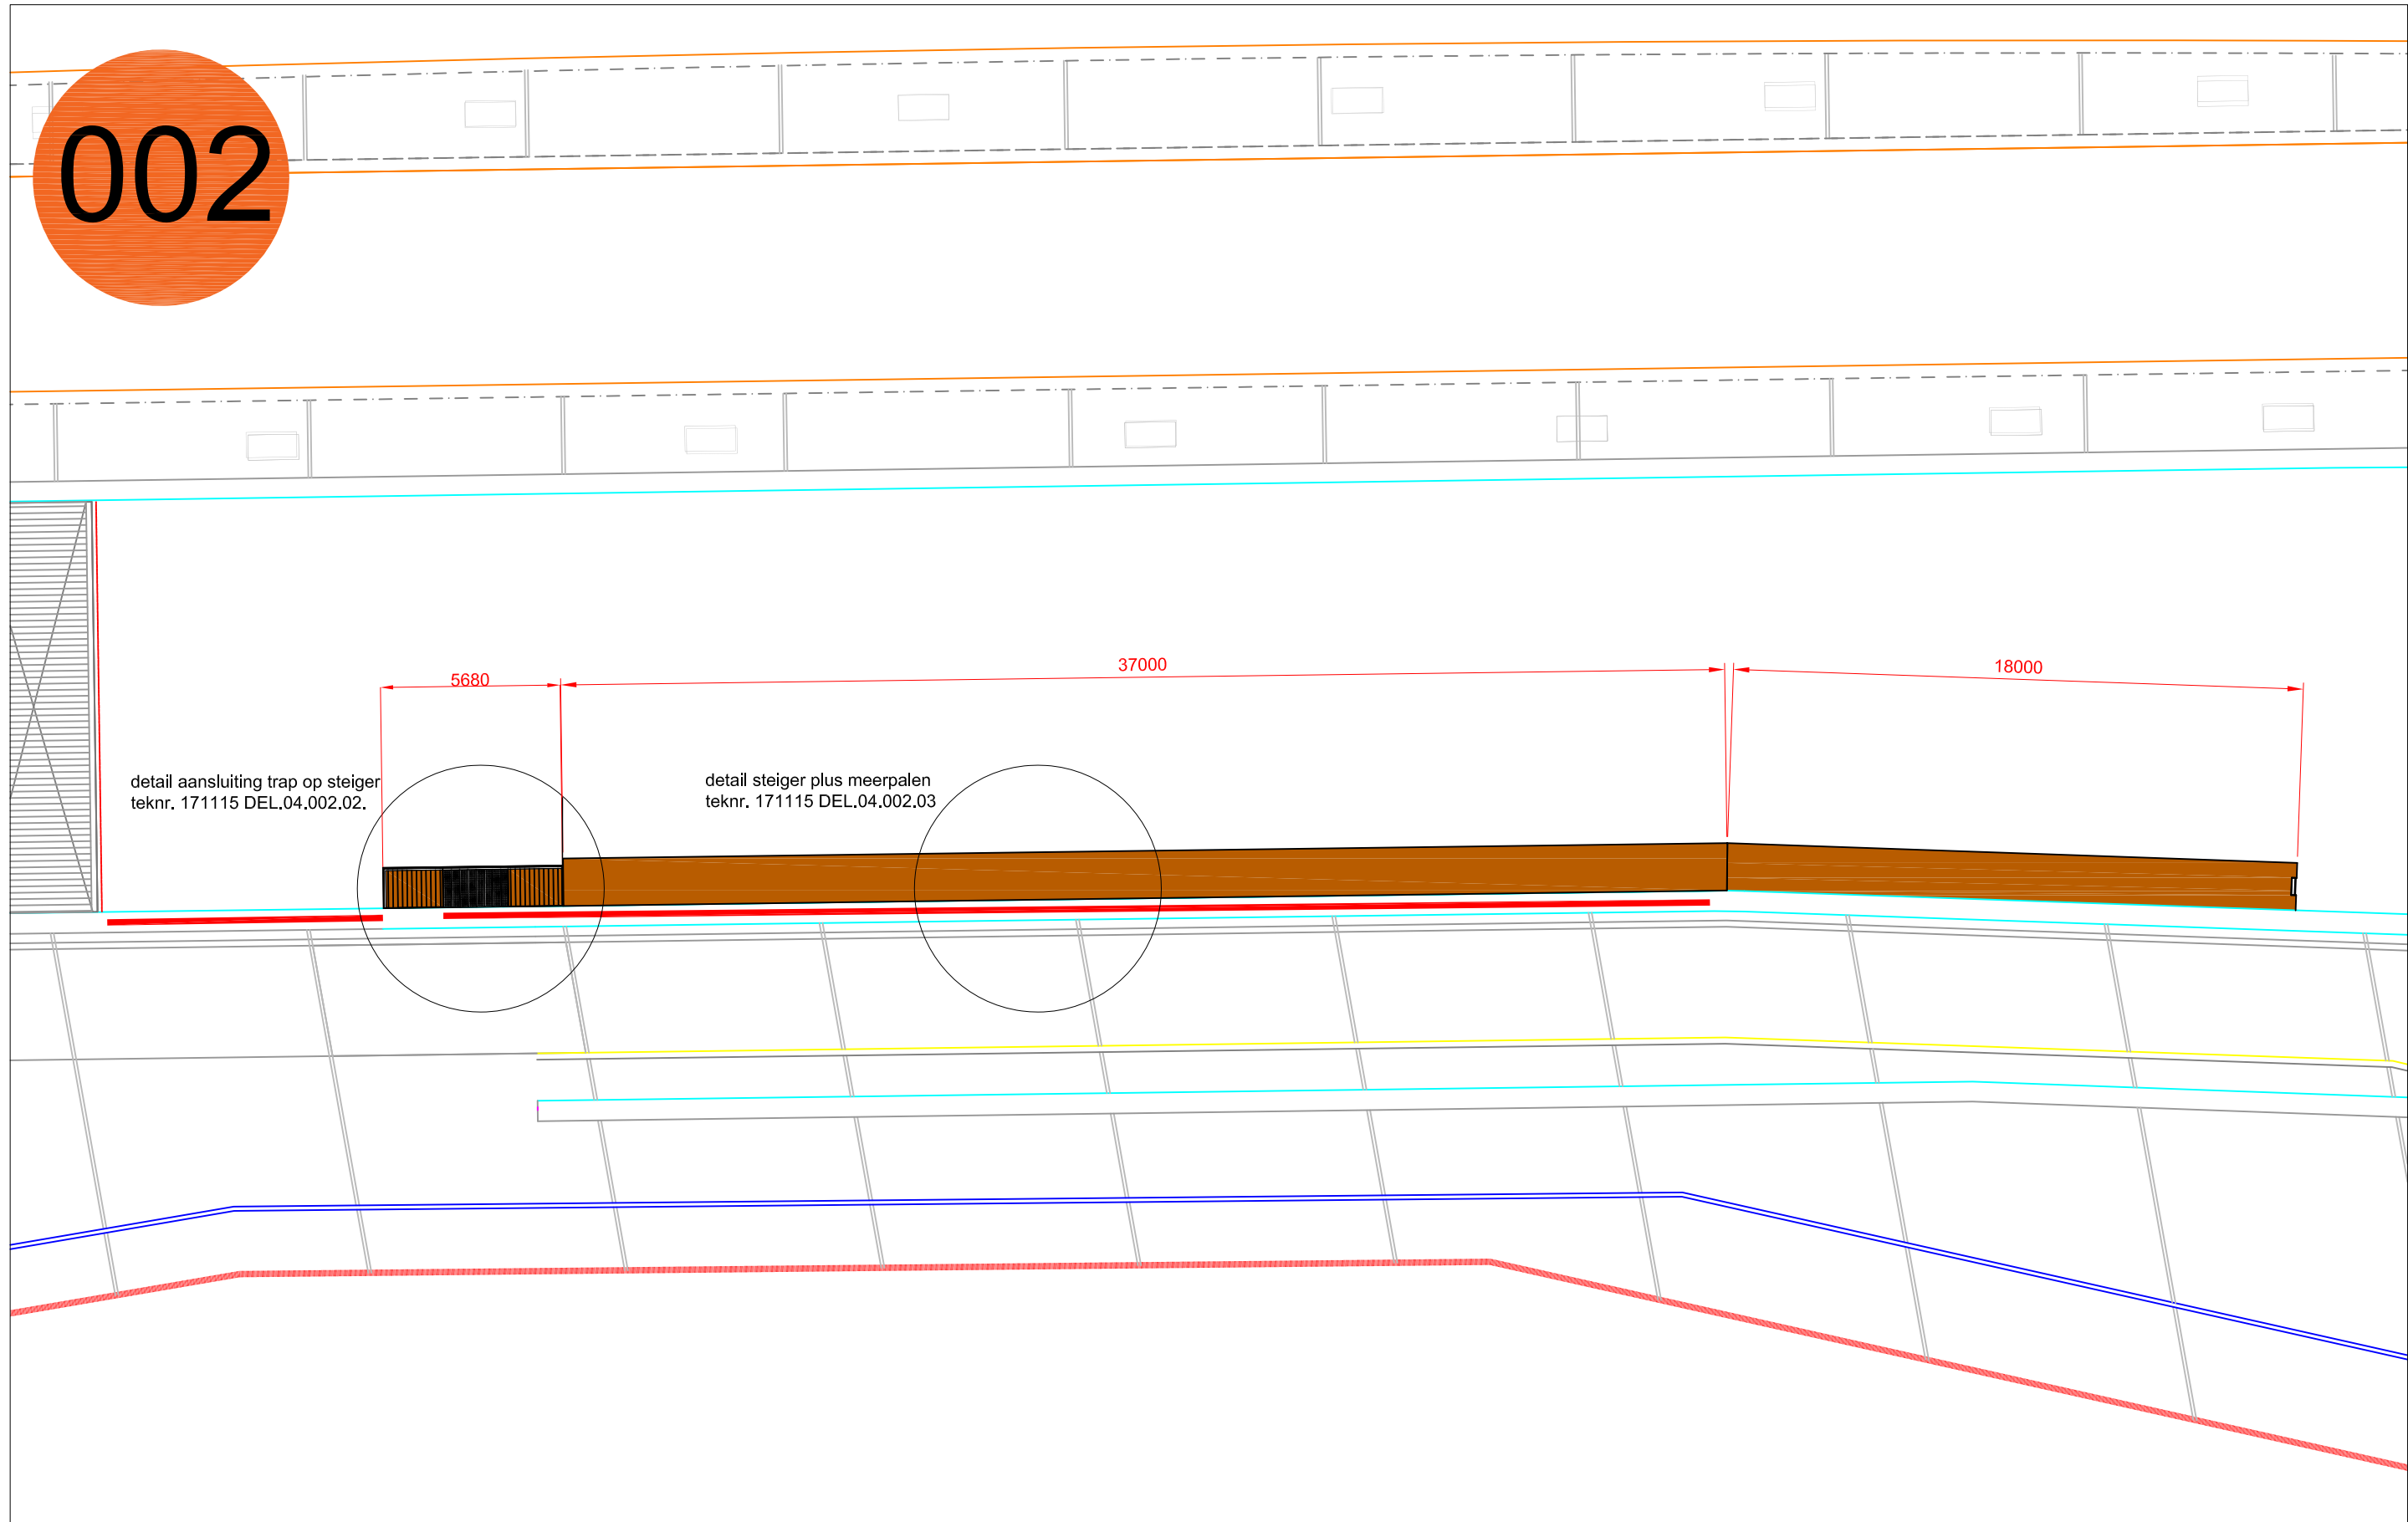 002
5680
37000
18000
detail aansluiting trap op steiger
teknr. 171115 DEL.04.002.02.
detail steiger plus meerpalen
teknr. 171115 DEL.04.002.03